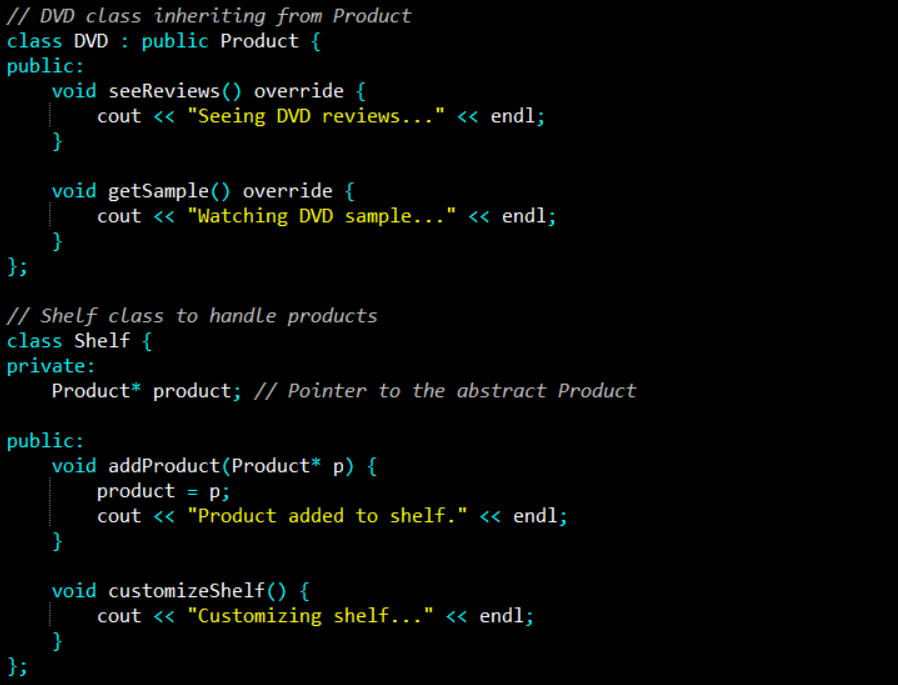 // DVD class inheriting from Product
class DVD : public Product {
public:
    void seeReviews() override {
        cout << "Seeing DVD reviews..." << endl;
    }

    void getSample() override {
        cout << "Watching DVD sample..." << endl;
    }
};

// Shelf class to handle products
class Shelf {
private:
    Product* product; // Pointer to the abstract Product

public:
    void addProduct(Product* p) {
        product = p;
        cout << "Product added to shelf." << endl;
    }

    void customizeShelf() {
        cout << "Customizing shelf..." << endl;
    }
};